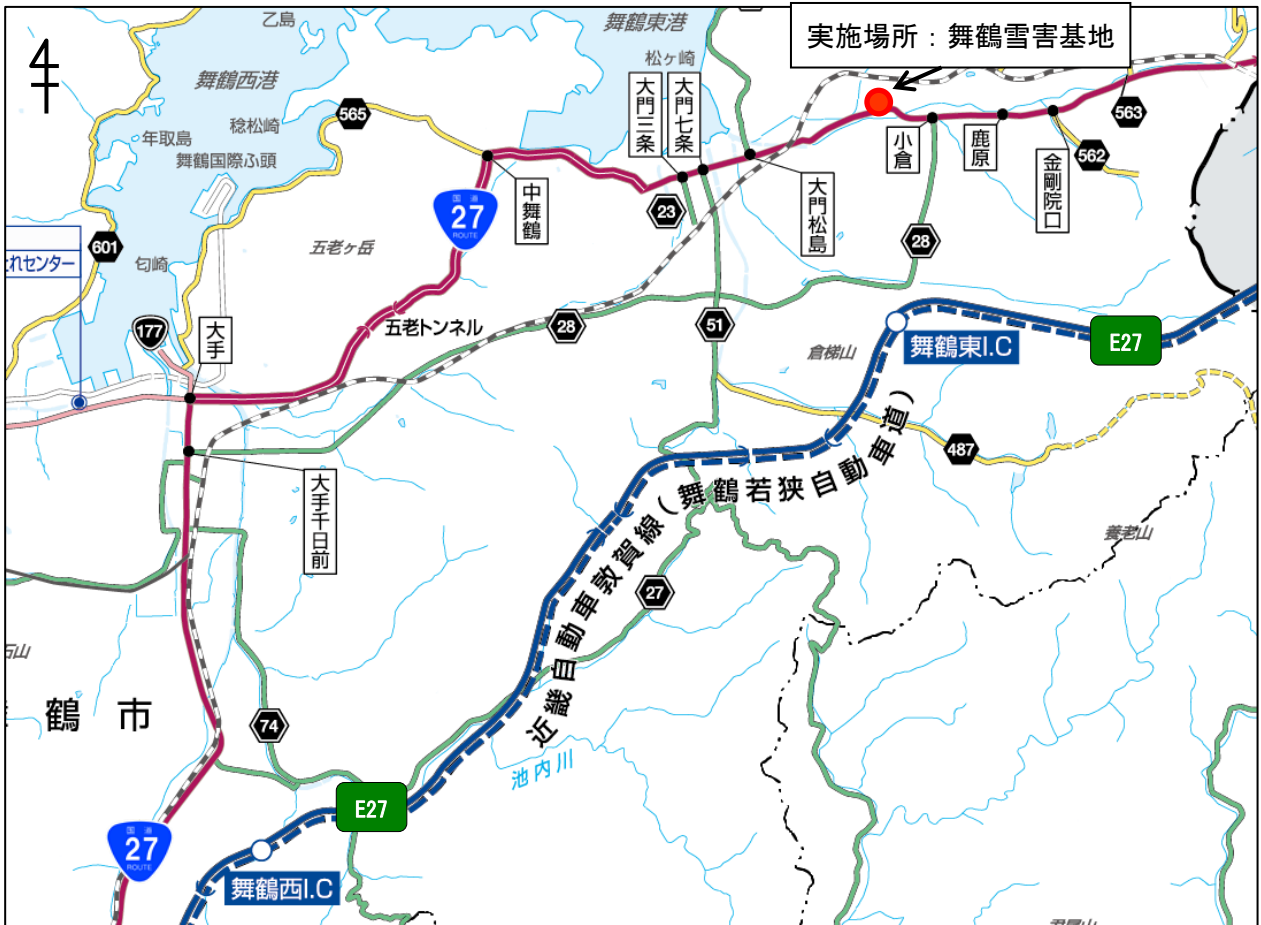 乙島
舞鶴東港
実施場所：舞鶴雪害基地
松ヶ崎
舞鶴西港
大門三条
大門七条
565
563
稔松崎
年取島
舞鶴国際ふ頭
小倉
鹿原
金剛院口
562
中舞鶴
大門松島
国道
27
ROUTE
23
28
601
五老ヶ岳
れセンター
匂崎
177
大手
五老トンネル
28
51
倉梯山
舞鶴東I.C
E27
487
大手千日前
近畿自動車敦賀線(舞鶴若狭自動車道)
養老山
27
鶴市
74
池内川
E27
国道
27
ROUTE
舞鶴西I.C